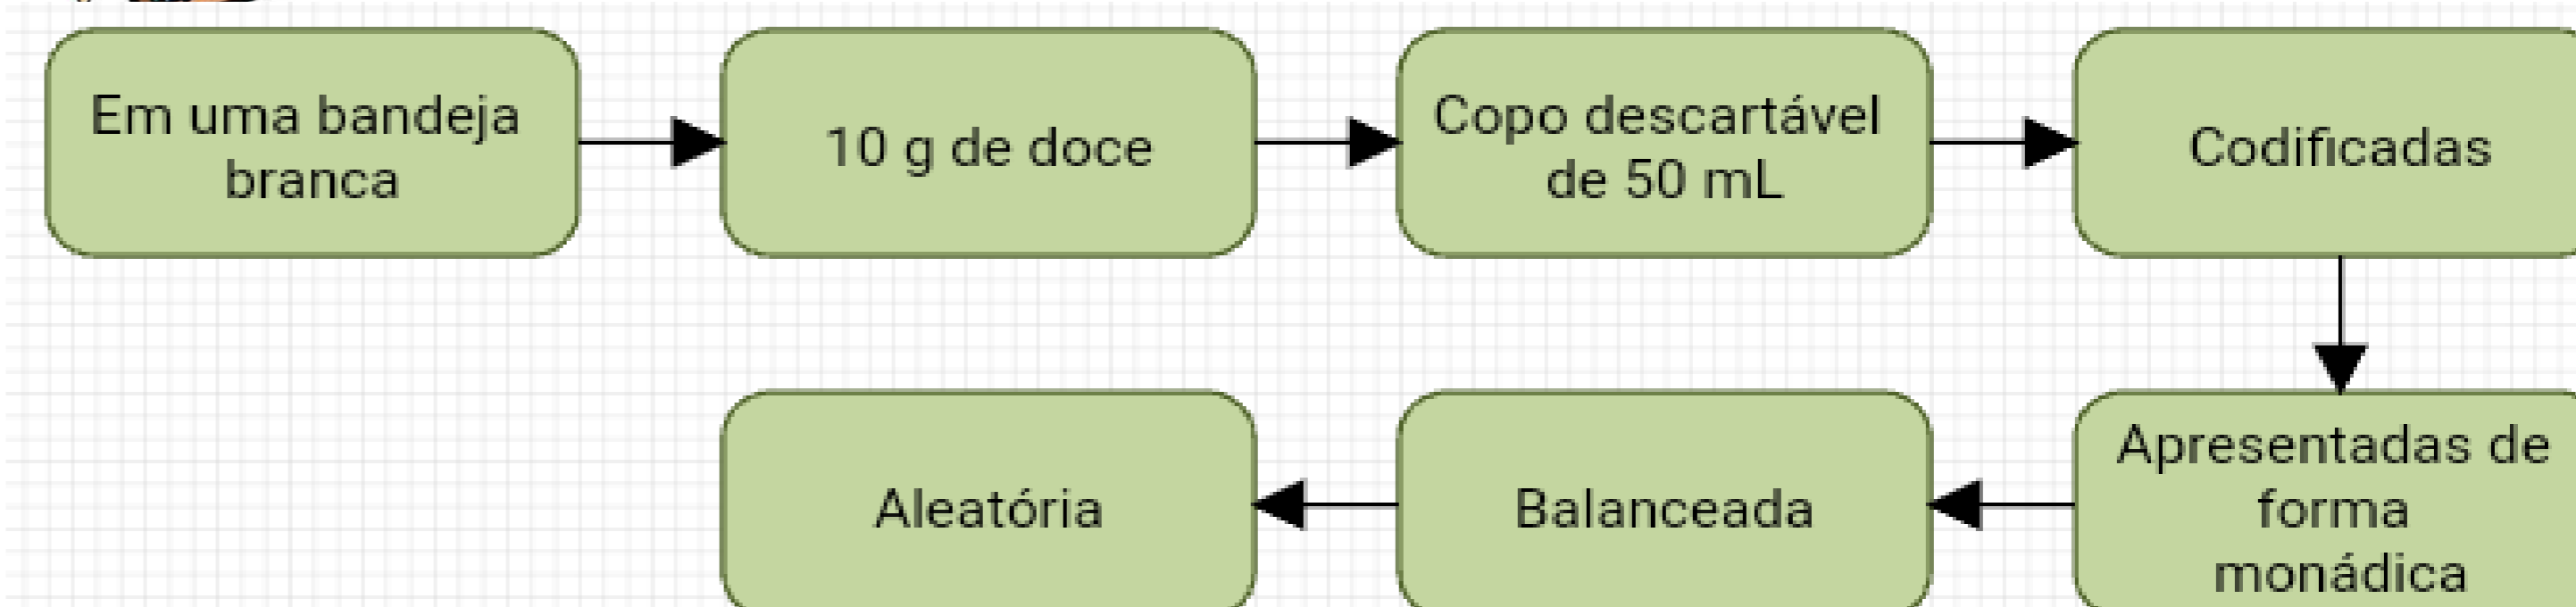 Em uma bandeja
branca
10 g de doce
Copo descartável
de 50 mL
Codificadas
Apresentadas de
forma
monádica
Balanceada
Aleatória